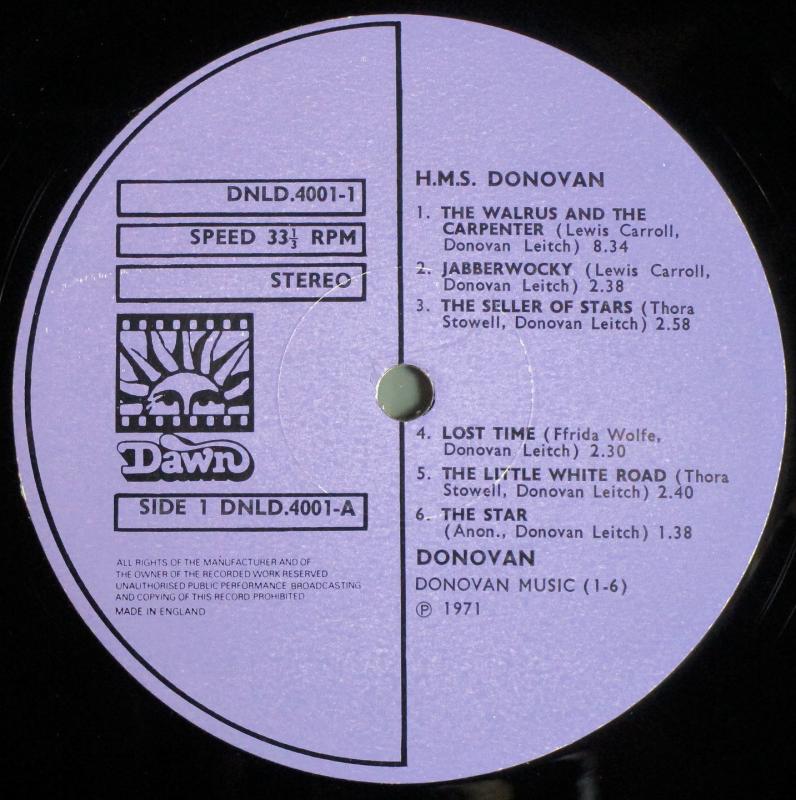 DNLD.4001-1
SPEED 33⅓ RPM
STEREO
Dawn
SIDE 1 DNLD.4001-A
ALL RIGHTS OF THE MANUFACTURER AND OF
THE OWNER OF THE RECORDED WORK RESERVED
UNAUTHORISED PUBLIC PERFORMANCE BROADCASTING
AND COPYING OF THIS RECORD PROHIBITED
MADE IN ENGLAND
H.M.S. DONOVAN
1. THE WALRUS AND THE
CARPENTER (Lewis Carroll,
Donovan Leitch) 8.34
2. JABBERWOCKY (Lewis Carroll,
Donovan Leitch) 2.38
3. THE SELLER OF STARS (Thora
Stowell, Donovan Leitch) 2.58
4. LOST TIME (Ffrida Wolfe,
Donovan Leitch) 2.30
5. THE LITTLE WHITE ROAD (Thora
Stowell, Donovan Leitch) 2.40
6. THE STAR
(Anon., Donovan Leitch) 1.38
DONOVAN
DONOVAN MUSIC (1-6)
℗ 1971